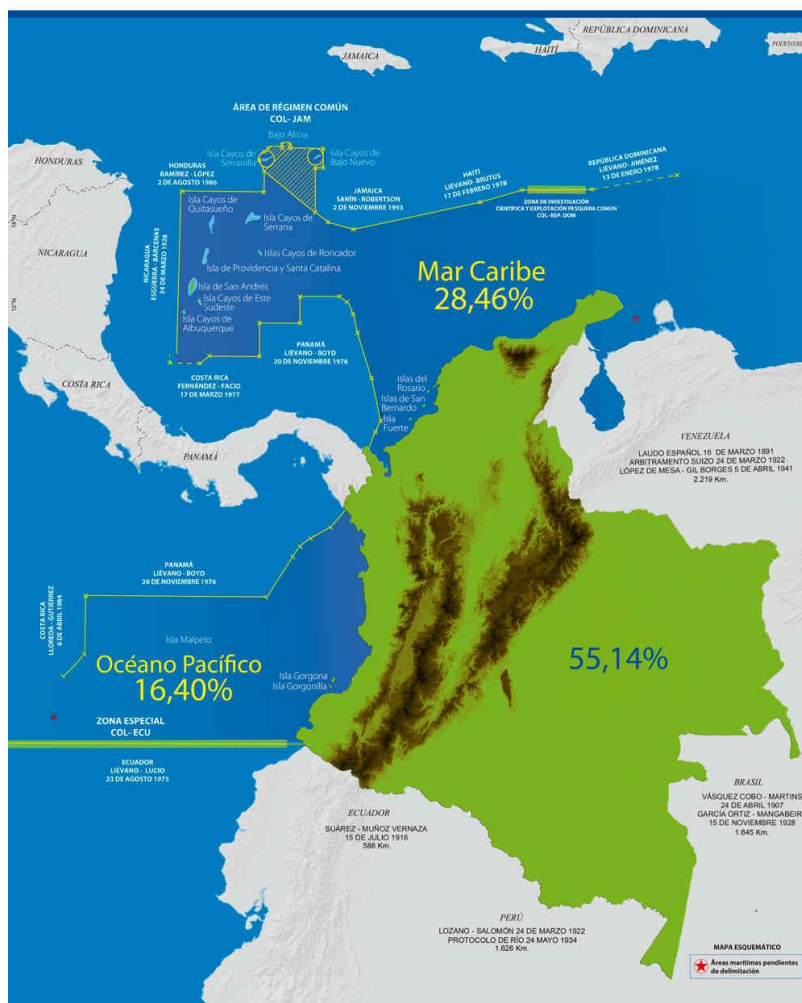 REPÚBLICA DOMINICANA
HAITÍ
JAMAICA
ÁREA DE RÉGIMEN COMÚN
COL- JAM
Bajo Alicia
Isla Cayos de
Serranilla
Isla Cayos de
Bajo Nuevo
HONDURAS
HONDURAS
RAMÍREZ - LÓPEZ
2 DE AGOSTO 1986
JAMAICA
SANÍN - ROBERTSON
2 DE NOVIEMBRE 1993
HAITÍ
LIÉVANO- BRUTUS
17 DE FEBRERO 1978
REPÚBLICA DOMINICANA
LIÉVANO- JIMÉNEZ
13 DE ENERO 1978
ZONA DE INVESTIGACIÓN
CIENTÍFICA Y EXPLOTACIÓN PESQUERA COMÚN
COL-REP. DOM
Isla Cayos de
Quitasueño
Isla Cayos de
Serrana
14°N
NICARAGUA
NICARAGUA
ESGUERRA - BÁRCENAS
24 DE MARZO 1928
Islas Cayos de Roncador
Isla de Providencia y Santa Catalina
Isla de San Andrés
Isla Cayos de Este
Sudeste
Isla Cayos de
Albuquerque
12°N
Mar Caribe
28,46%
PANAMÁ
LIÉVANO - BOYD
20 DE NOVIEMBRE 1976
COSTA RICA
FERNÁNDEZ - FACIO
17 DE MARZO 1977
COSTA RICA
Islas del
Rosario
Islas de San
Bernardo
Isla
Fuerte
PANAMÁ
VENEZUELA
LAUDO ESPAÑOL 16 DE MARZO 1891
ARBITRAMENTO SUIZO 24 DE MARZO 1922
LÓPEZ DE MESA - GIL BORGES 5 DE ABRIL 1941
2.219 Km.
PANAMÁ
LIÉVANO - BOYD
20 DE NOVIEMBRE 1976
COSTA RICA
LLOREDA - GUTIÉRREZ
6 DE ABRIL 1984
Isla Malpelo
Océano Pacífico
16,40%
Isla Gorgona
Isla Gorgonilla
55,14%
ZONA ESPECIAL
COL- ECU
ECUADOR
LIÉVANO - LUCIO
23 DE AGOSTO 1975
ECUADOR
SUÁREZ - MUÑOZ VERNAZA
15 DE JULIO 1916
586 Km.
BRASIL
VÁSQUEZ COBO - MARTINS
24 DE ABRIL 1907
GARCÍA ORTIZ - MANGABEIR
15 DE NOVIEMBRE 1928
1.645 Km.
PERÚ
LOZANO - SALOMÓN 24 DE MARZO 1922
PROTOCOLO DE RÍO 24 MAYO 1934
1.626 Km.
MAPA ESQUEMÁTICO
Áreas marítimas pendientes
de delimitación